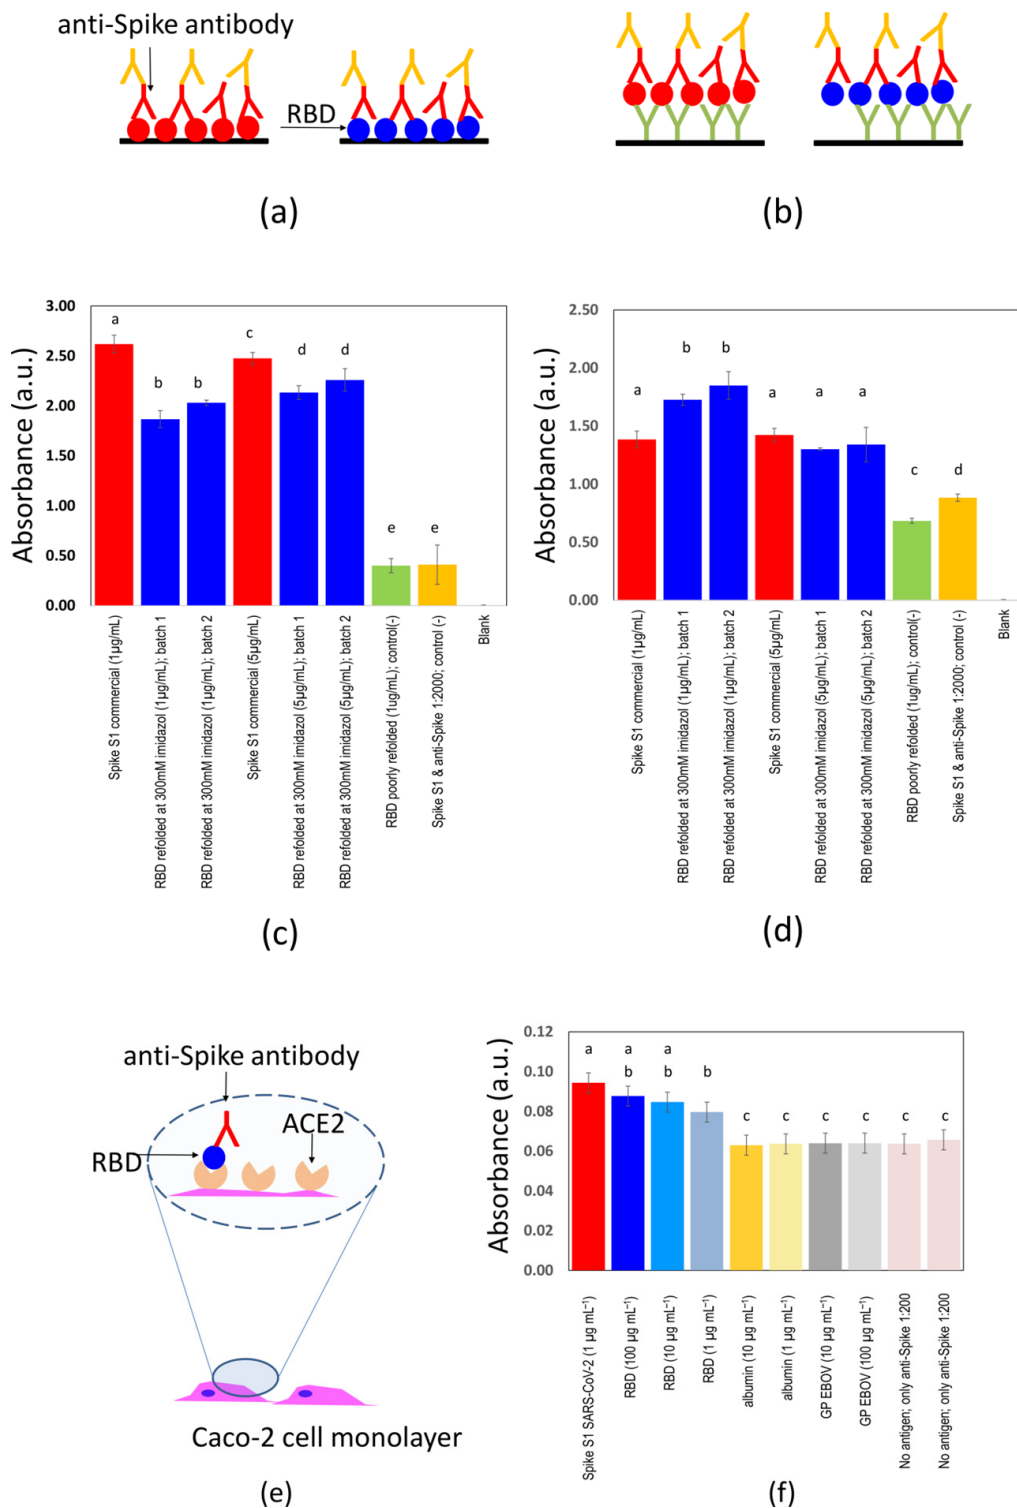 anti-Spike antibody
RBD
(a)
(b)
Absorbance (a.u.)
3.00
2.50
2.00
1.50
1.00
0.50
0.00
a
b
b
c
d
d
e
e
Spike S1 commercial (1µg/mL)
RBD refolded at 300mM imidazol (1µg/mL); batch 1
RBD refolded at 300mM imidazol (1µg/mL); batch 2
Spike S1 commercial (5µg/mL)
RBD refolded at 300mM imidazol (5µg/mL); batch 1
RBD refolded at 300mM imidazol (5µg/mL); batch 2
RBD poorly refolded (1ug/mL); control(-)
Spike S1 & anti-Spike 1:2000; control (-)
Blank
(c)
Absorbance (a.u.)
2.50
2.00
1.50
1.00
0.50
0.00
a
b
b
a
a
a
c
d
Spike S1 commercial (1µg/mL)
RBD refolded at 300mM imidazol (1µg/mL); batch 1
RBD refolded at 300mM imidazol (1µg/mL); batch 2
Spike S1 commercial (5µg/mL)
RBD refolded at 300mM imidazol (5µg/mL); batch 1
RBD refolded at 300mM imidazol (5µg/mL); batch 2
RBD poorly refolded (1ug/mL); control(-)
Spike S1 & anti-Spike 1:2000; control (-)
Blank
(d)
anti-Spike antibody
ACE2
RBD
Caco-2 cell monolayer
(e)
Absorbance (a.u.)
0.12
0.10
0.08
0.06
0.04
0.02
0.00
a a a
b b b
c c c c c c
Spike S1 SARS-CoV-2 (1 µg mL⁻¹)
RBD (100 µg mL⁻¹)
RBD (10 µg mL⁻¹)
RBD (1 µg mL⁻¹)
albumin (10 µg mL⁻¹)
albumin (1 µg mL⁻¹)
GP EBOV (10 µg mL⁻¹)
GP EBOV (100 µg mL⁻¹)
No antigen; only anti-Spike 1:200
No antigen; only anti-Spike 1:200
(f)